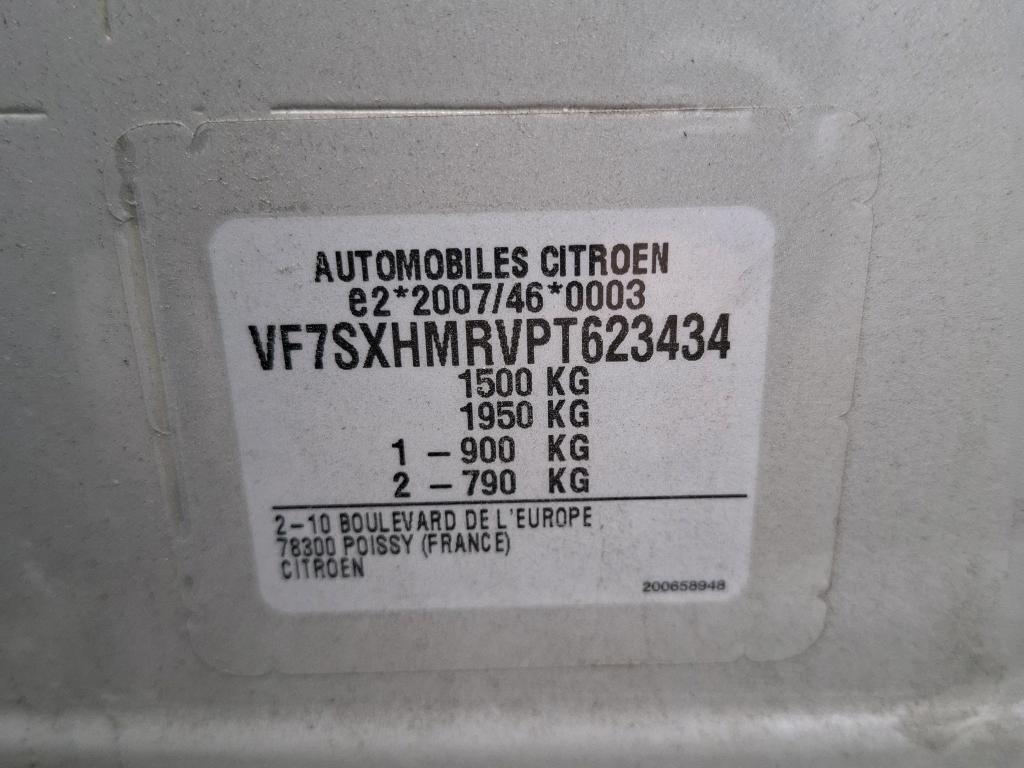 AUTOMOBILES CITROEN
e2*2007/46*0003
VF7SXHMRVPT623434
1500 KG
1950 KG
1 - 900 KG
2 - 790 KG
2-10 BOULEVARD DE L'EUROPE
78300 POISSY (FRANCE)
CITROEN
200658948